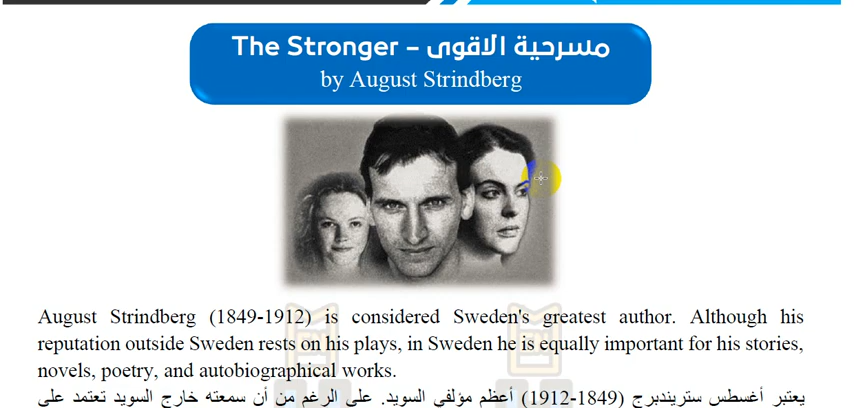 The Stronger – مسرحية الاقوى
by August Strindberg
August Strindberg (1849-1912) is considered Sweden's greatest author. Although his
reputation outside Sweden rests on his plays, in Sweden he is equally important for his stories,
novels, poetry, and autobiographical works.
يعتبر أغسطس ستريندبرج (1849-1912) أعظم مؤلفي السويد. على الرغم من أن سمعته خارج السويد تعتمد على